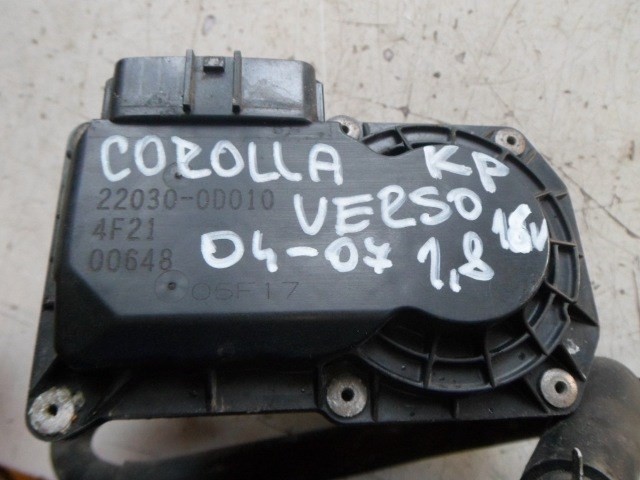 COROLLA KP
22030-0D010
VERSO
4F21
04-07 1,8 16V
00648
06F17